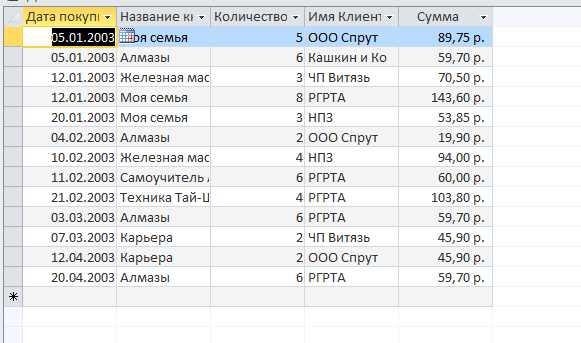 Дата покуп Название кн Количество Имя Клиент Сумма
05.01.2003 Моя семья 5 ООО Спрут 89,75 р.
05.01.2003 Алмазы 6 Кашкин и Ко 59,70 р.
12.01.2003 Железная мас 3 ЧП Витязь 70,50 р.
12.01.2003 Моя семья 8 РГРТА 143,60 р.
20.01.2003 Моя семья 3 НПЗ 53,85 р.
04.02.2003 Алмазы 2 ООО Спрут 19,90 р.
10.02.2003 Железная мас 4 НПЗ 94,00 р.
11.02.2003 Самоучитель 6 РГРТА 60,00 р.
21.02.2003 Техника Тай-Ц 4 РГРТА 103,80 р.
03.03.2003 Алмазы 6 РГРТА 59,70 р.
07.03.2003 Карьера 2 ЧП Витязь 45,90 р.
12.04.2003 Карьера 2 ООО Спрут 45,90 р.
20.04.2003 Алмазы 6 РГРТА 59,70 р.